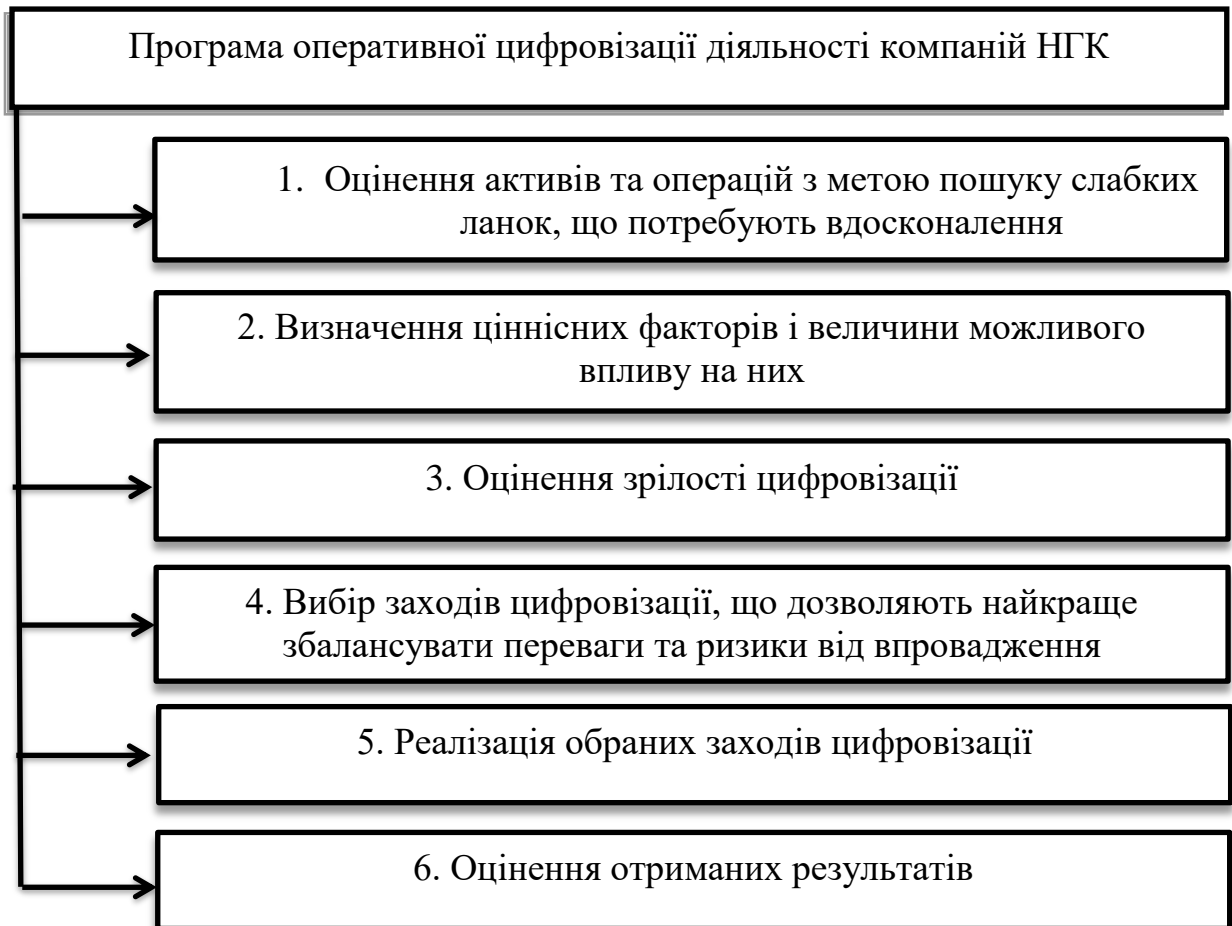 Програма оперативної цифровізації діяльності компаній НГК
1. Оцінення активів та операцій з метою пошуку слабких
ланок, що потребують вдосконалення
2. Визначення ціннісних факторів і величини можливого
впливу на них
3. Оцінення зрілості цифровізації
4. Вибір заходів цифровізації, що дозволяють найкраще
збалансувати переваги та ризики від впровадження
5. Реалізація обраних заходів цифровізації
6. Оцінення отриманих результатів